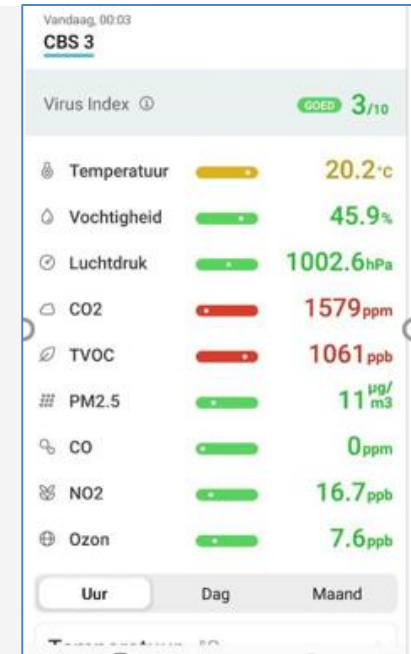 Vandaag, 00:03
CBS 3
Virus Index ⓘ GOED 3/10
Temperatuur 20.2°C
Vochtigheid 45.9%
Luchtdruk 1002.6hPa
CO2 1579ppm
TVOC 1061ppb
PM2.5 11µg/m3
CO 0ppm
NO2 16.7ppb
Ozon 7.6ppb
Uur Dag Maand